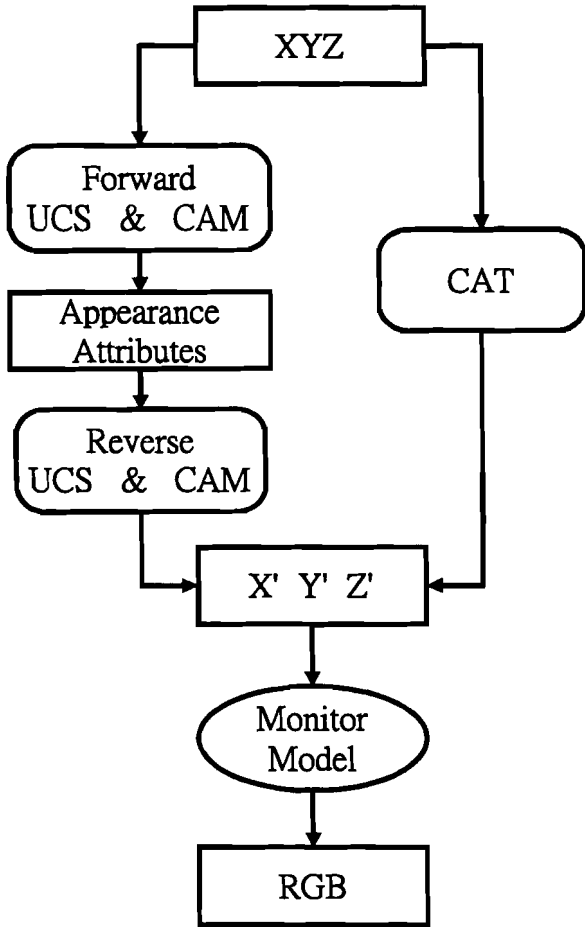 XYZ
Forward
UCS & CAM
CAT
Appearance
Attributes
Reverse
UCS & CAM
X' Y' Z'
Monitor
Model
RGB